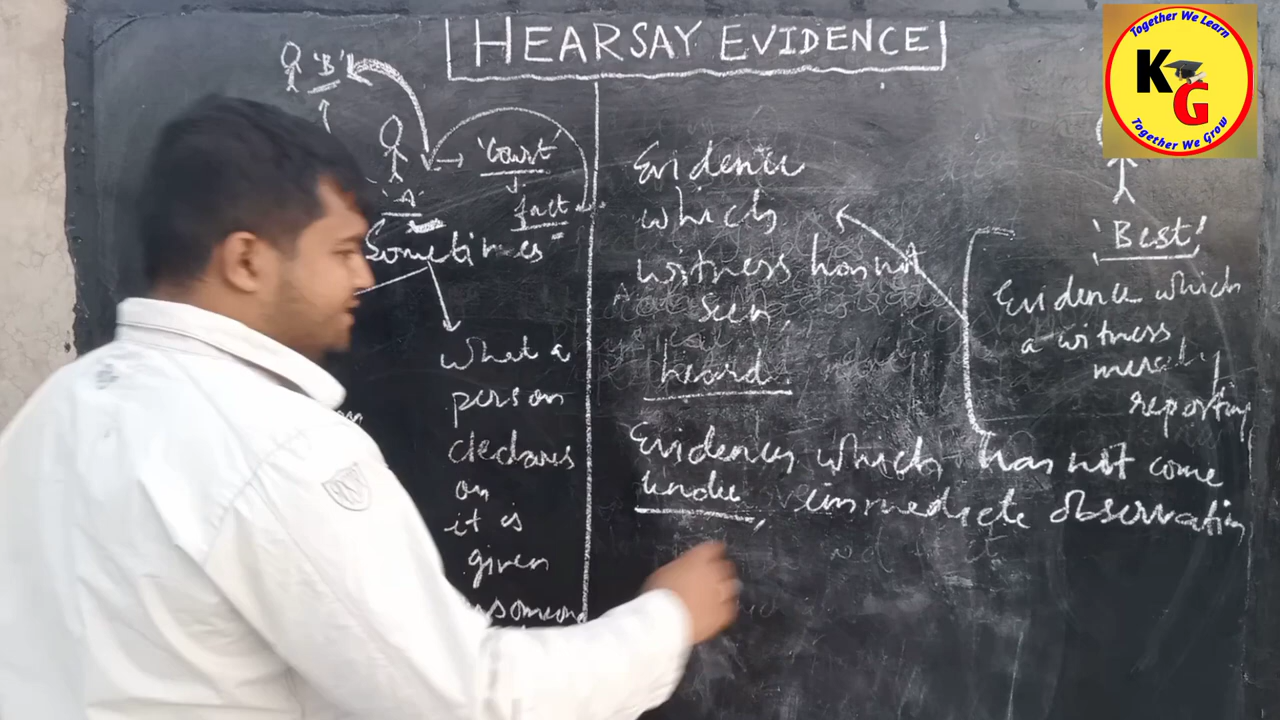 HEARSAY EVIDENCE
Together We Learn
KG
Together We Grow
'B'
'Court'
fact
'A'
Sometimes
What a
person
declares
on
it is
given
someone
Evidence
which
witness has not
seen,
heard.
Evidences which has not come
under immediate observation
'Best'
Evidence which
a witness
merely
reporting